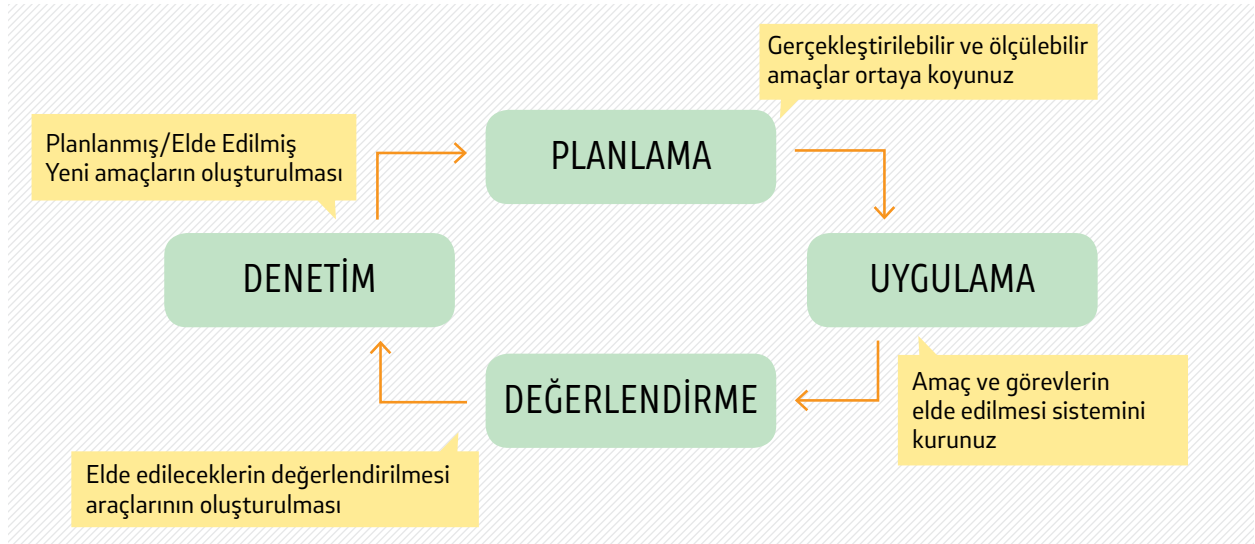 Gerçekleştirilebilir ve ölçülebilir
amaçlar ortaya koyunuz
PLANLAMA
Planlanmış/Elde Edilmiş
Yeni amaçların oluşturulması
DENETİM
UYGULAMA
DEĞERLENDİRME
Amaç ve görevlerin
elde edilmesi sistemini
kurunuz
Elde edileceklerin değerlendirilmesi
araçlarının oluşturulması